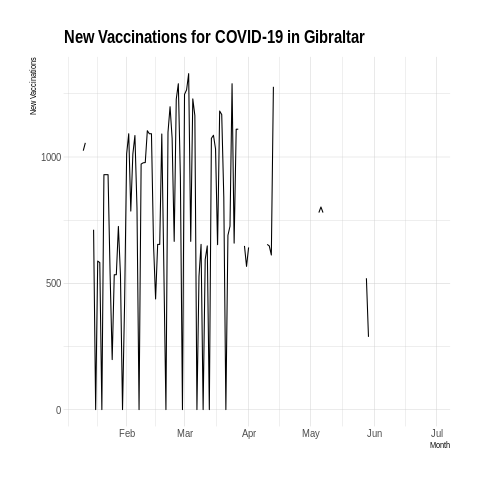 New Vaccinations for COVID-19 in Gibraltar
New Vaccinations
1000
500
0
Feb Mar Apr May Jun Jul
Month